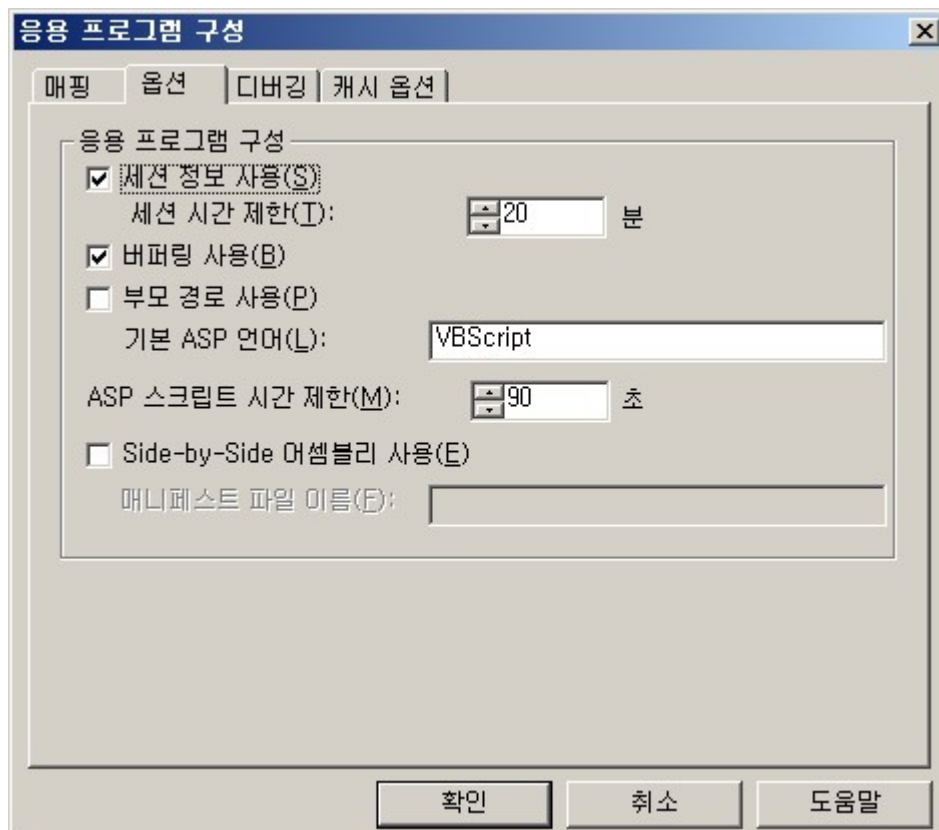 응용 프로그램 구성
매핑 옵션 디버깅 캐시 옵션
응용 프로그램 구성
세션 정보 사용(S)
세션 시간 제한(T): 20 분
버퍼링 사용(B)
부모 경로 사용(P)
기본 ASP 언어(L): VBScript
ASP 스크립트 시간 제한(M): 90 초
Side-by-Side 어셈블리 사용(E)
매니페스트 파일 이름(F):
확인 취소 도움말